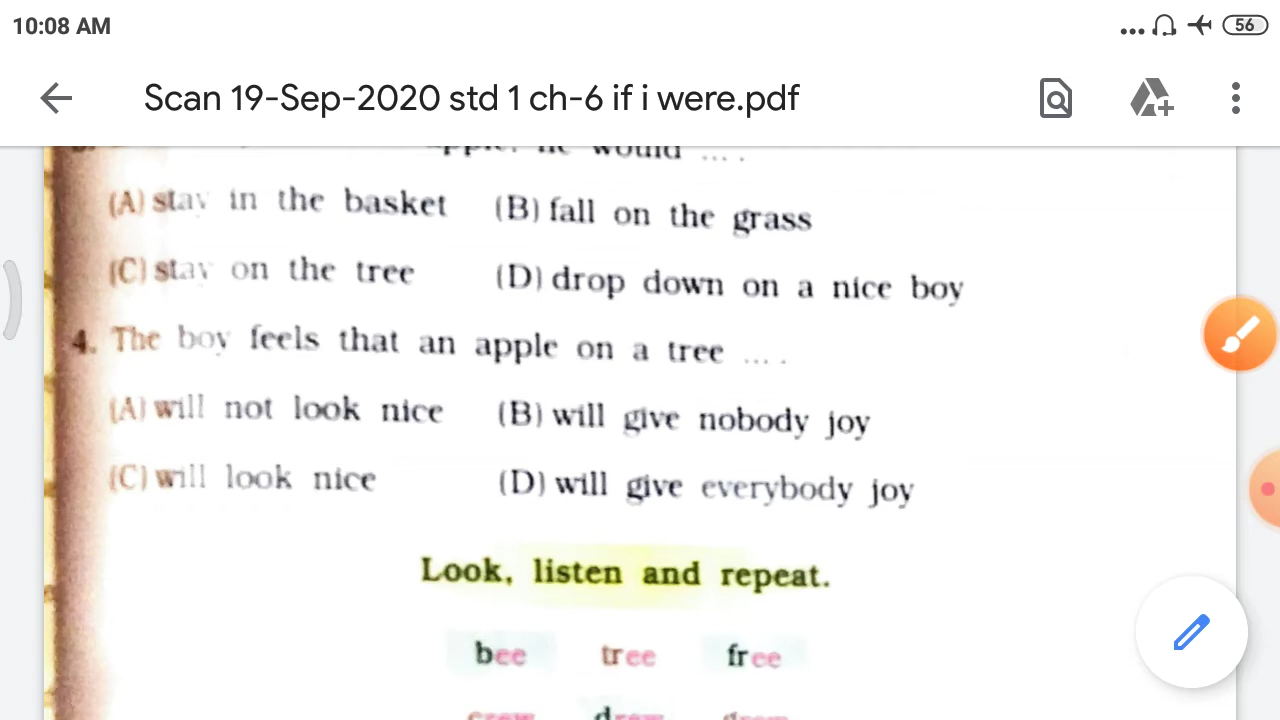 10:08 AM
56
Scan 19-Sep-2020 std 1 ch-6 if i were.pdf
would ... .
(A) stay in the basket (B) fall on the grass
(C) stay on the tree (D) drop down on a nice boy
4. The boy feels that an apple on a tree ... .
(A) will not look nice (B) will give nobody joy
(C) will look nice (D) will give everybody joy
Look, listen and repeat.
bee tree free